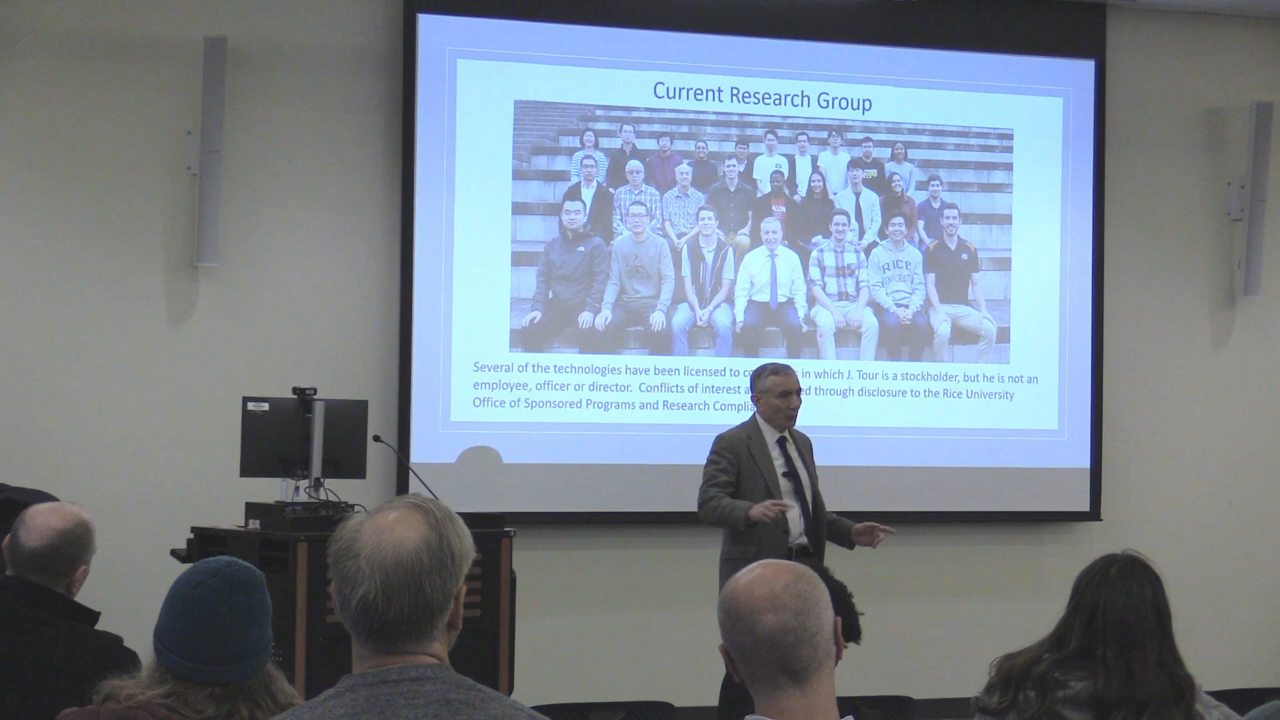 Current Research Group
RICE
Several of the technologies have been licensed to in which J. Tour is a stockholder, but he is not an
employee, officer or director. Conflicts of interest through disclosure to the Rice University
Office of Sponsored Programs and Research